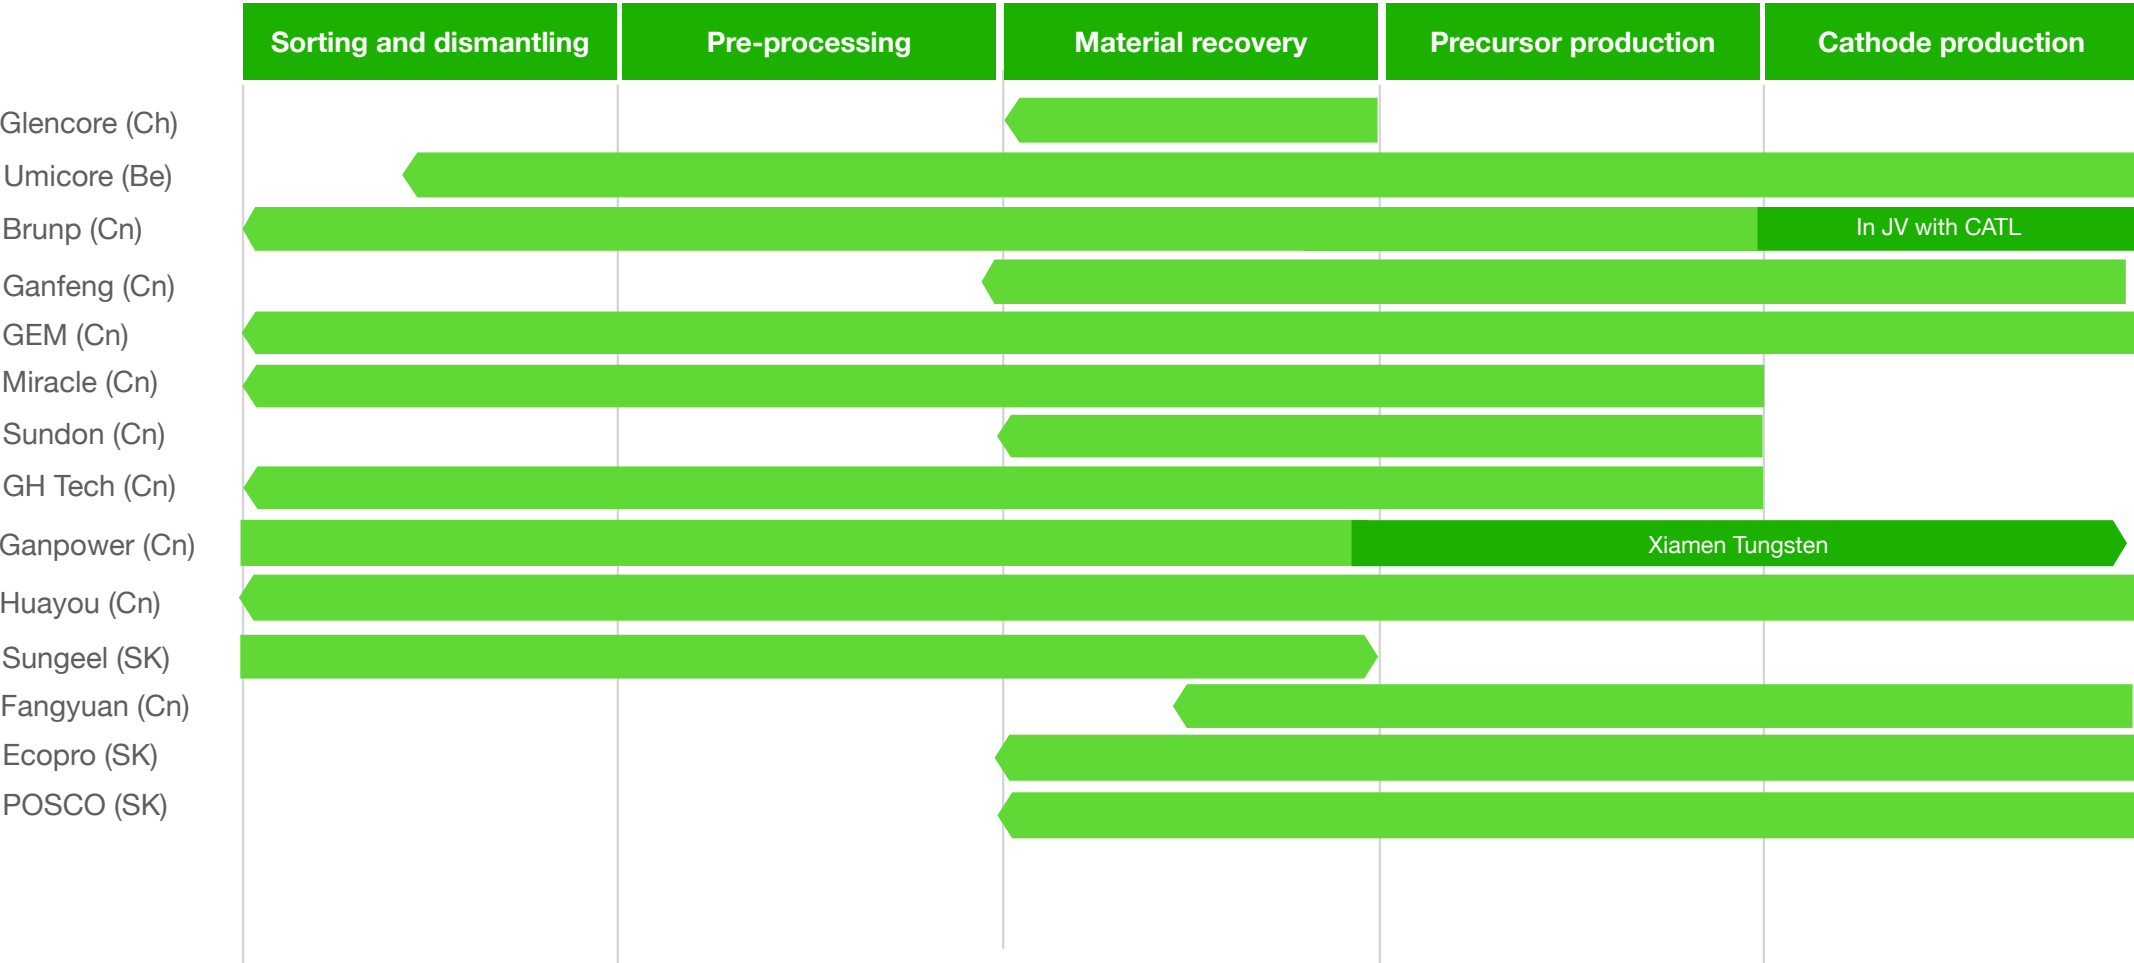 Sorting and dismantling
Pre-processing
Material recovery
Precursor production
Cathode production
Glencore (Ch)
Umicore (Be)
Brunp (Cn)
In JV with CATL
Ganfeng (Cn)
GEM (Cn)
Miracle (Cn)
Sundon (Cn)
GH Tech (Cn)
Ganpower (Cn)
Xiamen Tungsten
Huayou (Cn)
Sungeel (SK)
Fangyuan (Cn)
Ecopro (SK)
POSCO (SK)